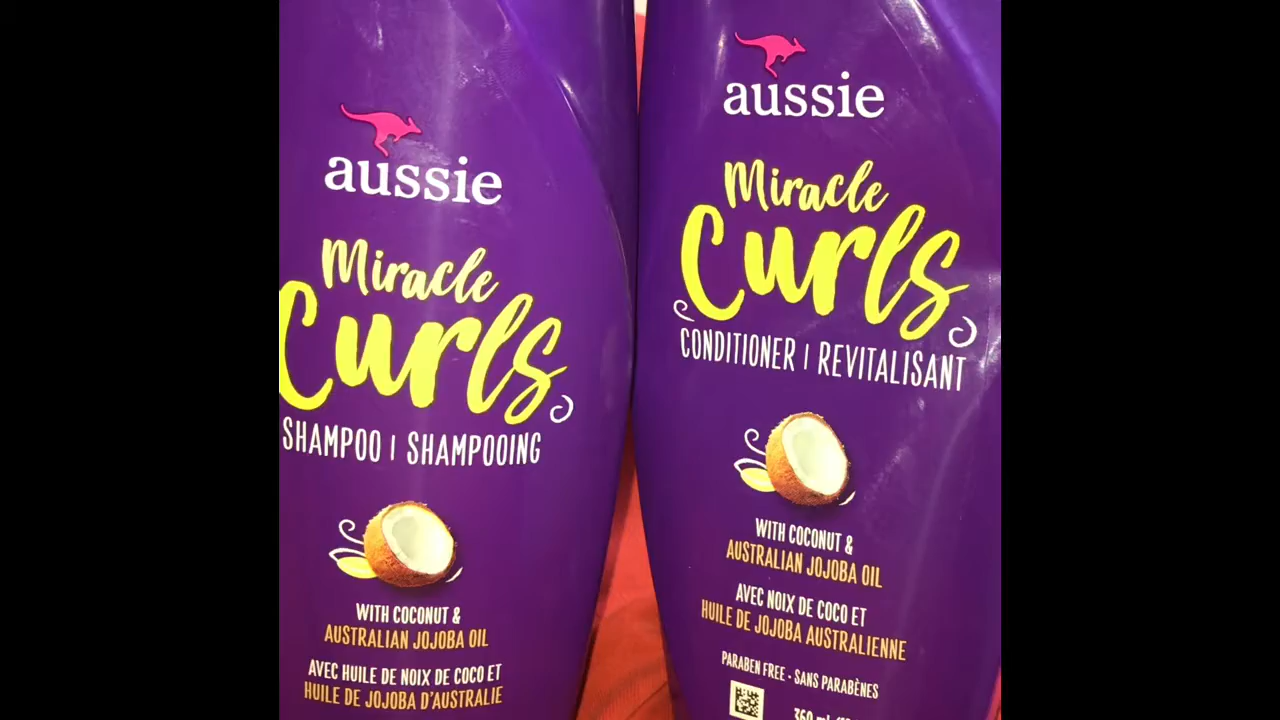 aussie
Miracle
Curls
SHAMPOO | SHAMPOOING
WITH COCONUT &
AUSTRALIAN JOJOBA OIL
AVEC HUILE DE NOIX DE COCO ET
HUILE DE JOJOBA D'AUSTRALIE
aussie
Miracle
Curls
CONDITIONER | REVITALISANT
WITH COCONUT &
AUSTRALIAN JOJOBA OIL
AVEC NOIX DE COCO ET
HUILE DE JOJOBA AUSTRALIENNE
PARABEN FREE • SANS PARABÈNES
360 mL